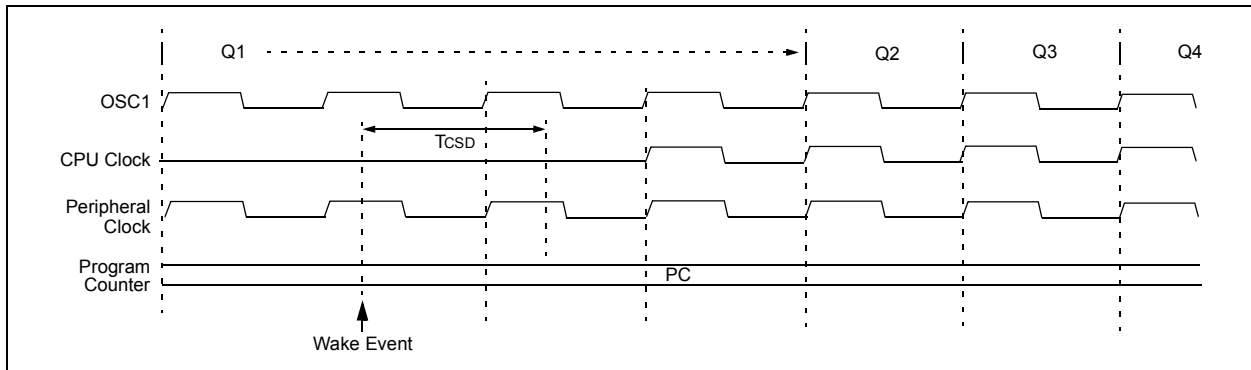 Q1 Q2 Q3 Q4
OSC1
TCSD
CPU Clock
Peripheral
Clock
Program
Counter
PC
Wake Event